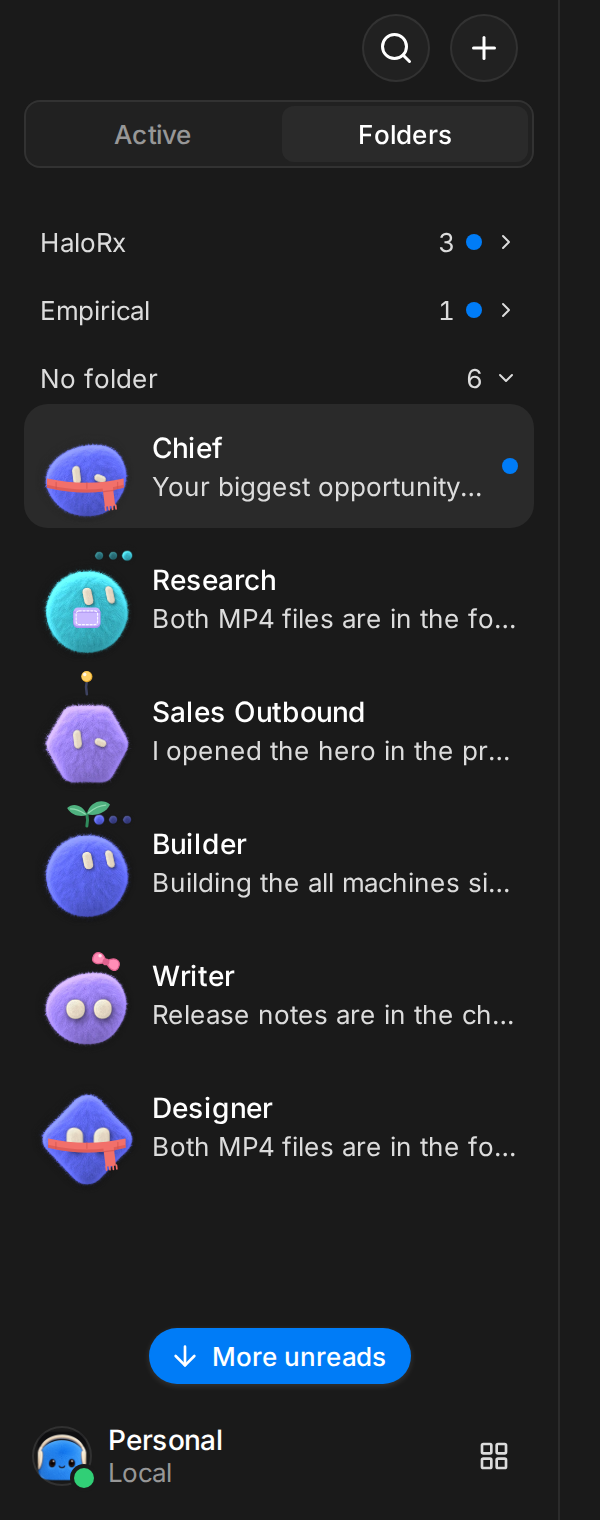 Active
Folders
HaloRx
3
Empirical
1
No folder
6
Chief
Your biggest opportunity...
Research
Both MP4 files are in the fo...
Sales Outbound
I opened the hero in the pr...
Builder
Building the all machines si...
Writer
Release notes are in the ch...
Designer
Both MP4 files are in the fo...
More unreads
Personal
Local